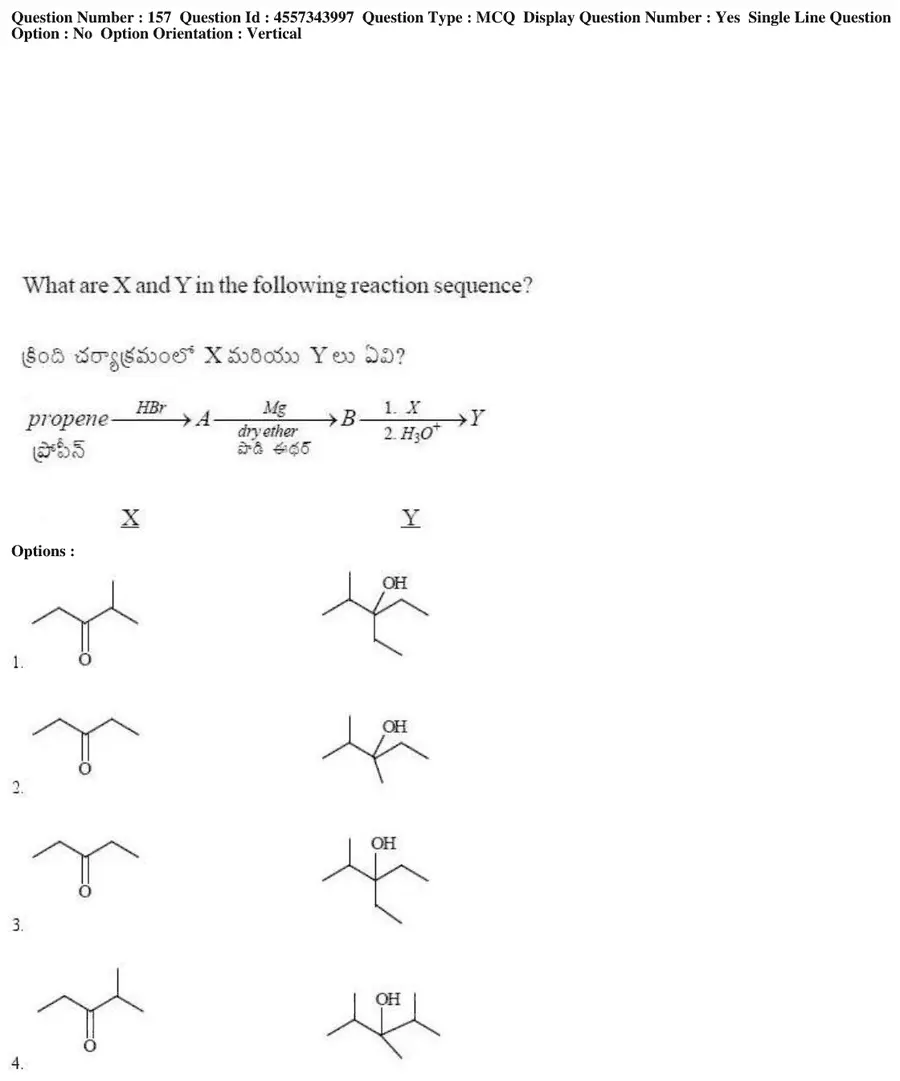 Question Number : 157 Question Id : 4557343997 Question Type : MCQ Display Question Number : Yes Single Line Question
Option : No Option Orientation : Vertical
What are X and Y in the following reaction sequence?
క్రింది చర్యాక్రమంలో X మరియు Y లు ఏవి?
propene HBr A Mg B 1. X Y
dry ether 2. H₃O⁺
ప్రోపీన్ పొడి ఈథర్
X Y
Options :
OH
1. O
OH
2. O
OH
3. O
OH
4. O